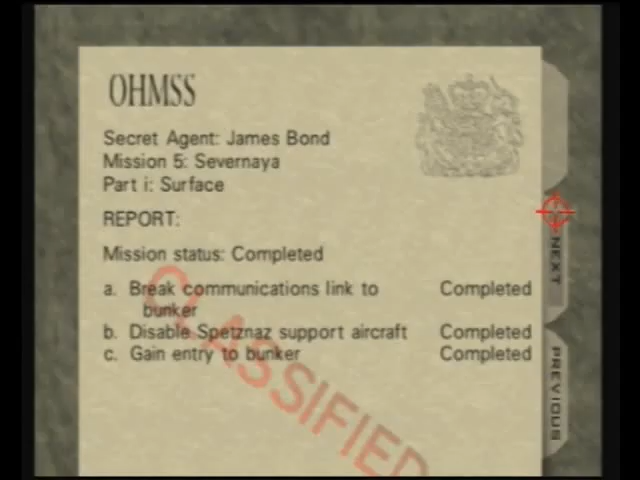 OHMSS
Secret Agent: James Bond
Mission 5: Severnaya
Part i: Surface
REPORT:
Mission status: Completed
a. Break communications link to bunker Completed
b. Disable Spetznaz support aircraft Completed
c. Gain entry to bunker Completed
CLASSIFIED
NEXT
PREVIOUS